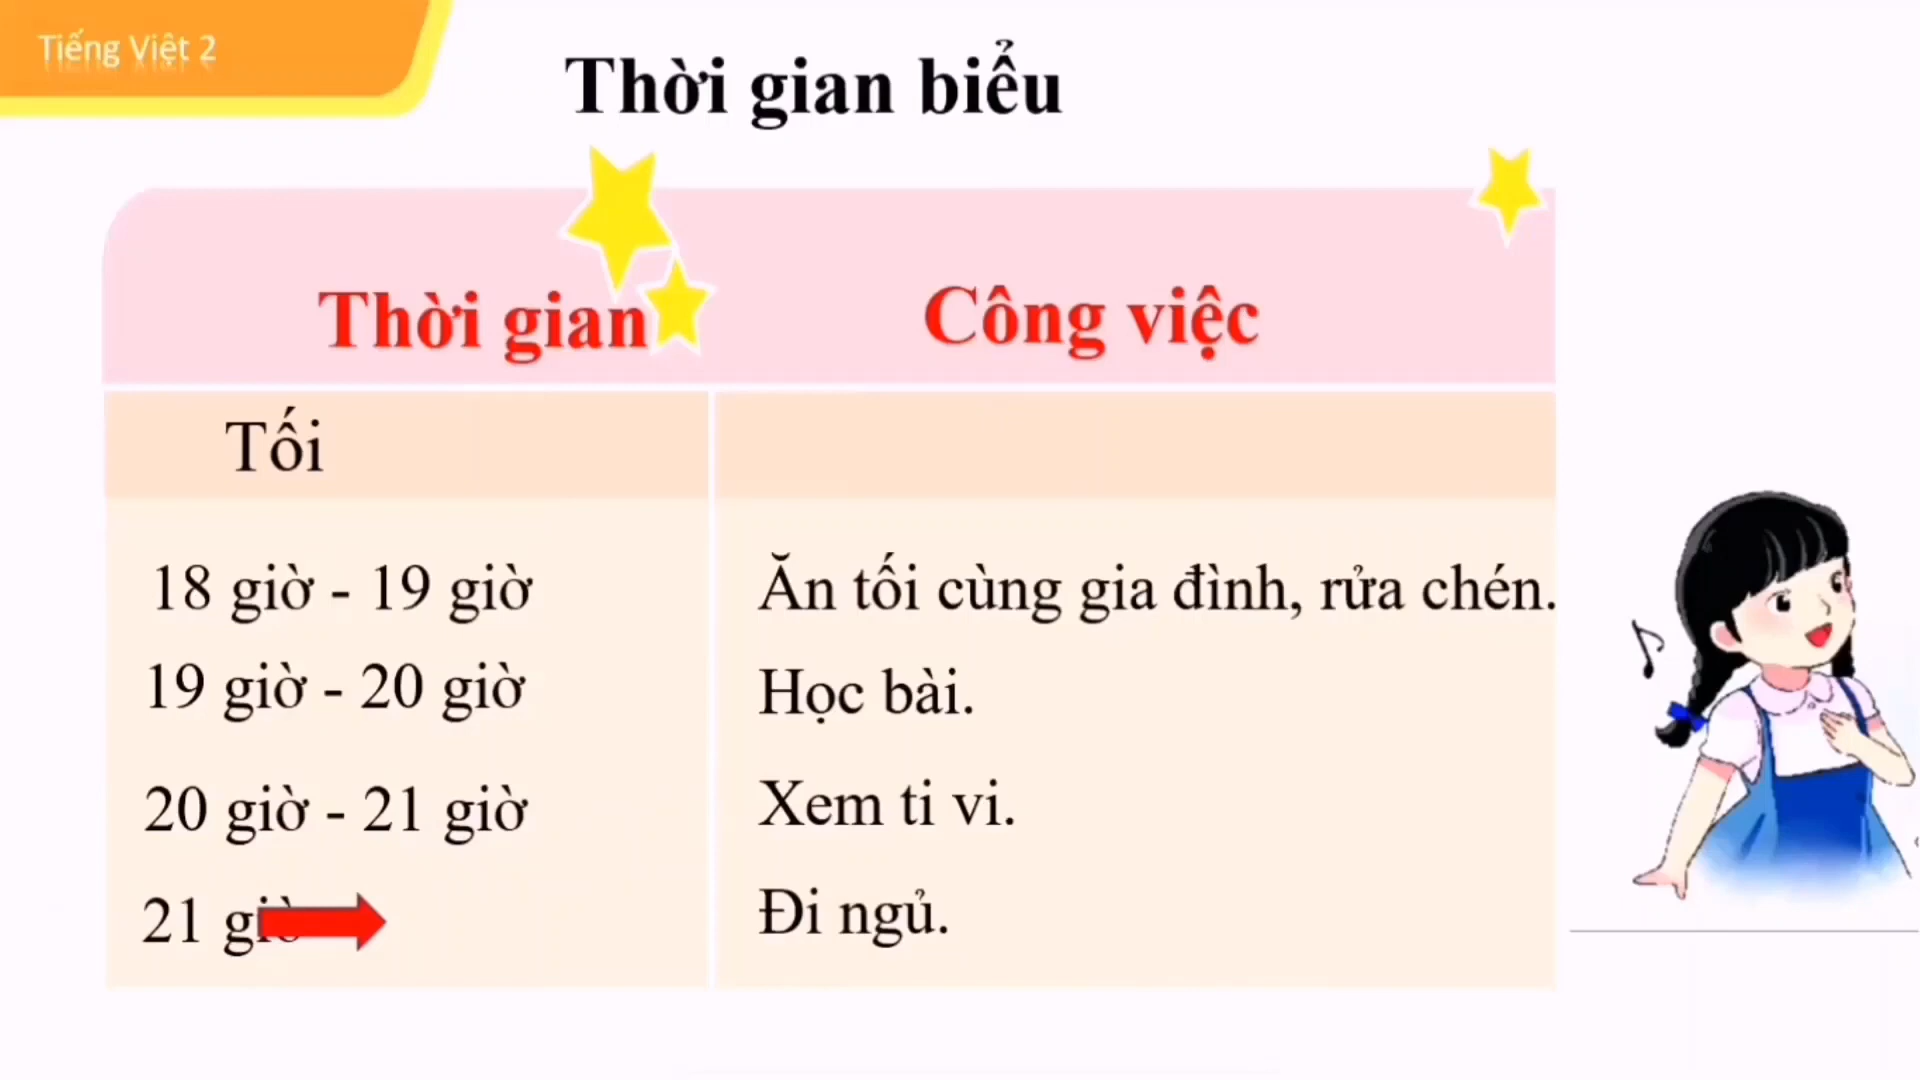 Tiếng Việt 2
Thời gian biểu
Thời gian Công việc
Tối
18 giờ - 19 giờ Ăn tối cùng gia đình, rửa chén.
19 giờ - 20 giờ Học bài.
20 giờ - 21 giờ Xem ti vi.
21 giờ Đi ngủ.